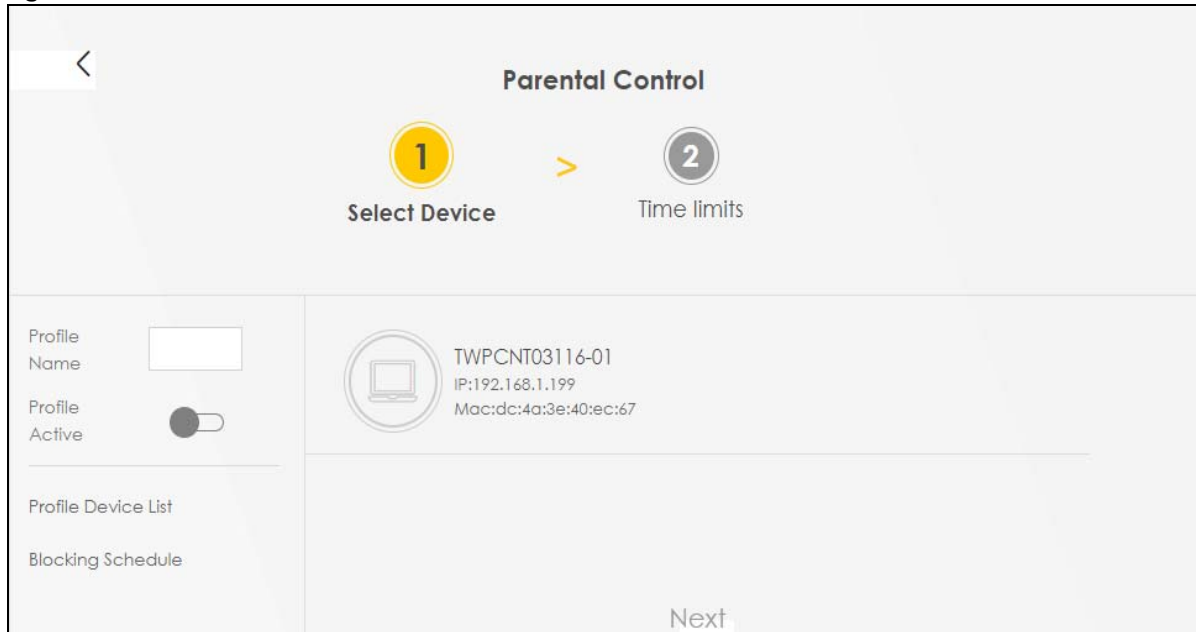 Parental Control
1
>
2
Select Device
Time limits
Profile
Name
Profile
Active
Profile Device List
Blocking Schedule
TWPCNT03116-01
IP:192.168.1.199
Mac:dc:4a:3e:40:ec:67
Next